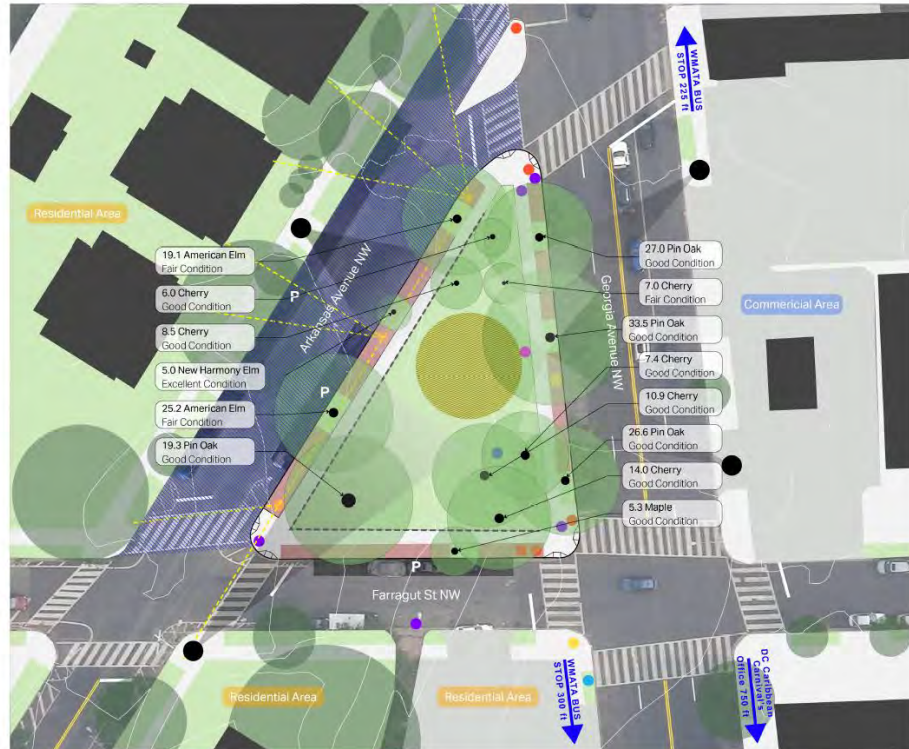 WMATA BUS
STOP 225 ft
Residential Area
19.1 American Elm
Fair Condition
6.0 Cherry
Good Condition
8.5 Cherry
Good Condition
5.0 New Harmony Elm
Excellent Condition
25.2 American Elm
Fair Condition
19.3 Pin Oak
Good Condition
P
Arkansas Avenue NW
P
27.0 Pin Oak
Good Condition
7.0 Cherry
Fair Condition
33.5 Pin Oak
Good Condition
7.4 Cherry
Good Condition
10.9 Cherry
Good Condition
26.6 Pin Oak
Good Condition
14.0 Cherry
Good Condition
5.3 Maple
Good Condition
Georgia Avenue NW
Commericial Area
P
Farragut St NW
Residential Area
Residential Area
WMATA BUS
STOP 300 ft
DC Caribbean
Carnival's
Office 750 ft